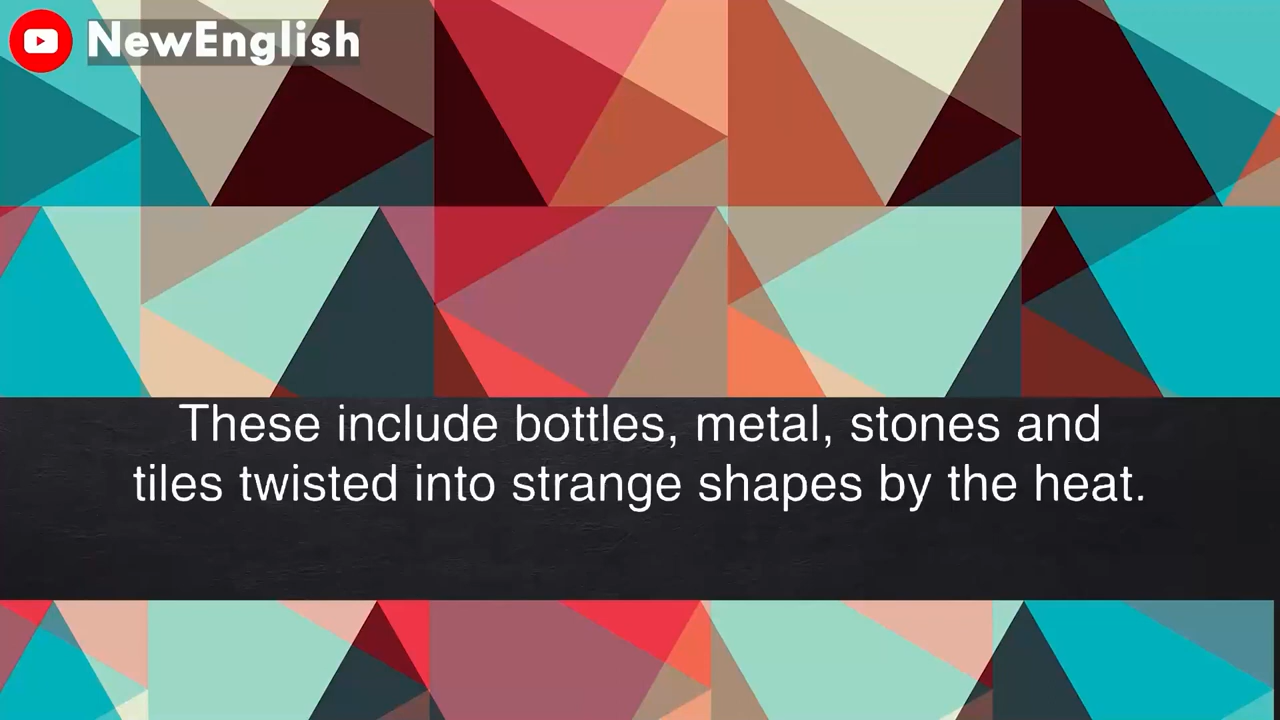 NewEnglish
These include bottles, metal, stones and
tiles twisted into strange shapes by the heat.